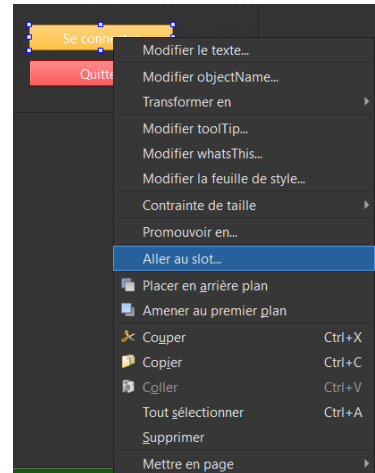 Se conne
Quitte
Modifier le texte...
Modifier objectName...
Transformer en
Modifier toolTip...
Modifier whatsThis...
Modifier la feuille de style...
Contrainte de taille
Promouvoir en...
Aller au slot...
Placer en arrière plan
Amener au premier plan
Couper Ctrl+X
Copier Ctrl+C
Coller Ctrl+V
Tout sélectionner Ctrl+A
Supprimer
Mettre en page